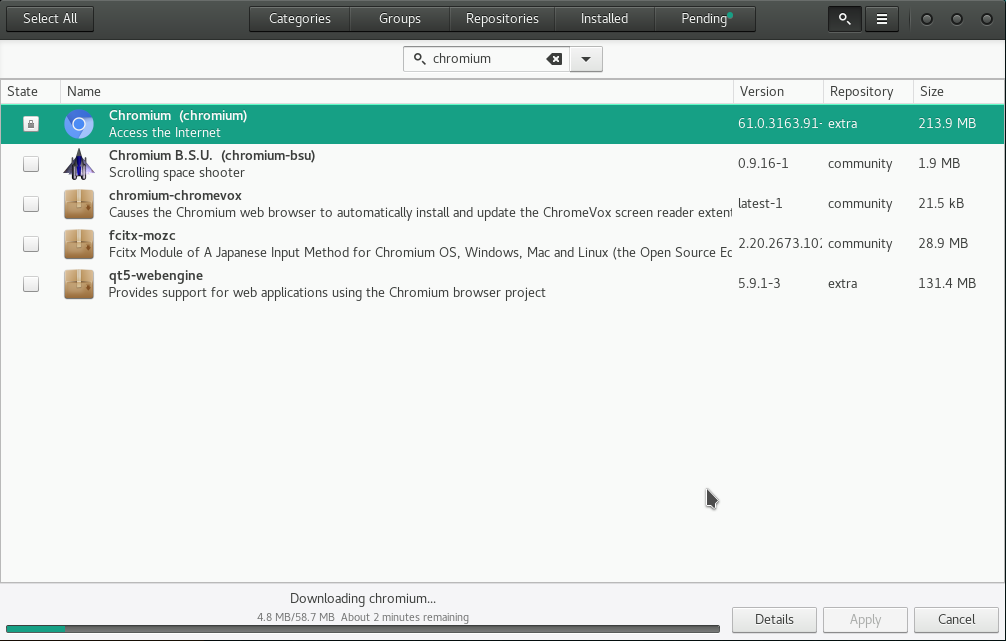 Select All Categories Groups Repositories Installed Pending
chromium
State Name Version Repository Size
Chromium (chromium)
Access the Internet
61.0.3163.91- extra 213.9 MB
Chromium B.S.U. (chromium-bsu)
Scrolling space shooter
0.9.16-1 community 1.9 MB
chromium-chromevox
Causes the Chromium web browser to automatically install and update the ChromeVox screen reader extent
latest-1 community 21.5 kB
fcitx-mozc
Fcitx Module of A Japanese Input Method for Chromium OS, Windows, Mac and Linux (the Open Source Ec
2.20.2673.102 community 28.9 MB
qt5-webengine
Provides support for web applications using the Chromium browser project
5.9.1-3 extra 131.4 MB
Downloading chromium...
4.8 MB/58.7 MB About 2 minutes remaining
Details Apply Cancel